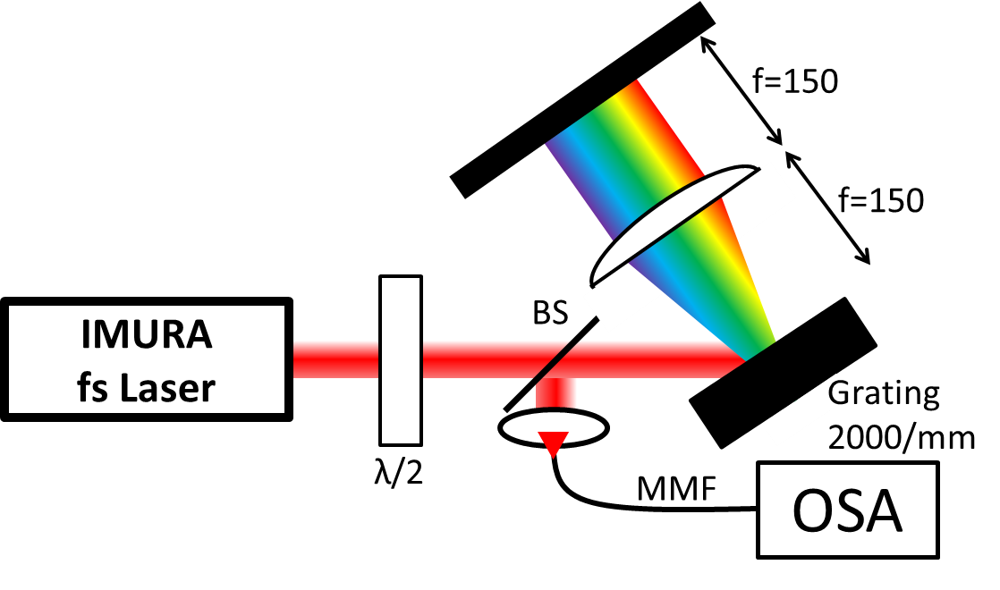 f=150
f=150
BS
IMURA
fs Laser
λ/2
Grating
2000/mm
MMF
OSA